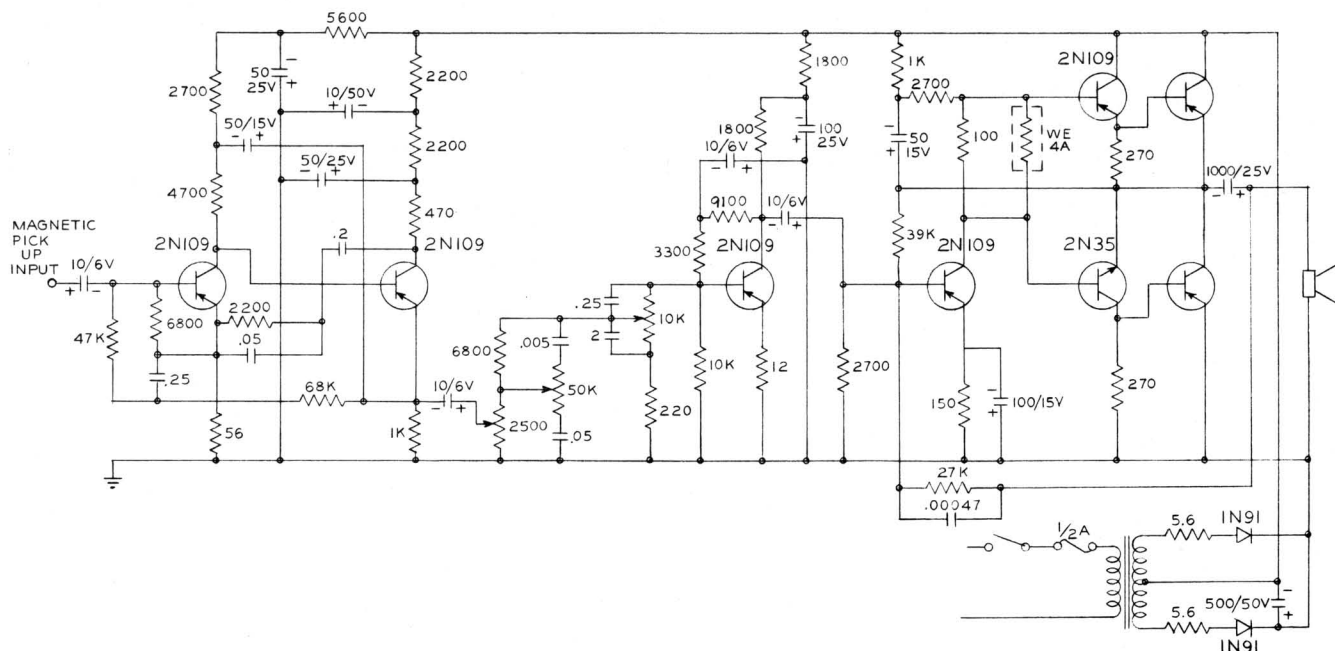 5600
2700
50
25V
10/50V
2200
1800
1K
2700
2N109
50/15V
2200
1800
100
25V
50
15V
100
WE
4A
270
50/25V
10/6V
1000/25V
4700
470
9100
10/6V
MAGNETIC
PICK
UP
INPUT
10/6V
2N109
.2
2N109
3300
2N109
39K
2N109
2N35
47K
6800
2200
.05
.25
.25
10K
2
6800
.005
50K
10K
12
2700
68K
10/6V
2500
.05
220
150
100/15V
270
56
1K
27K
.00047
1/2A
5.6
1N91
5.6
500/50V
1N91
+
-